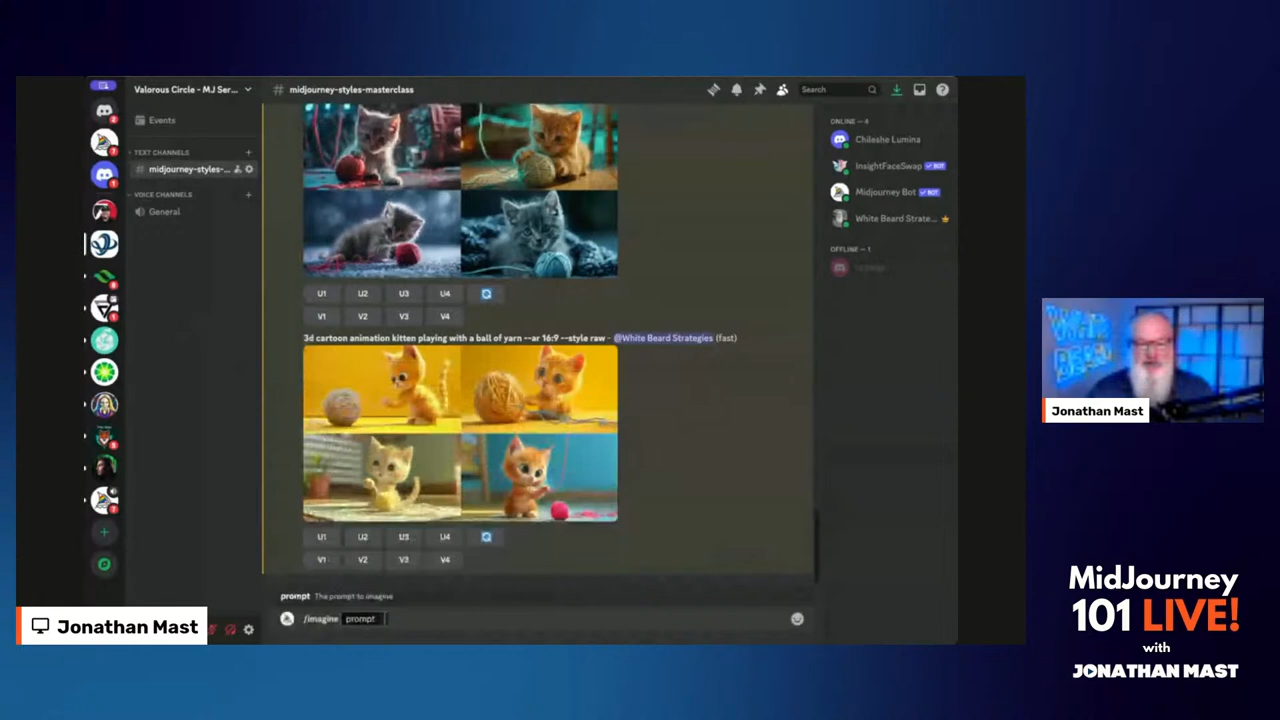 Valorous Circle - MJ Ser...
# midjourney-styles-masterclass
Search
Events
TEXT CHANNELS
# midjourney-styles-...
VOICE CHANNELS
General
U1 U2 U3 U4
V1 V2 V3 V4
3d cartoon animation kitten playing with a ball of yarn --ar 16:9 --style raw - @White Beard Strategies (fast)
U1 U2 U3 U4
V1 V2 V3 V4
prompt The prompt to imagine
/imagine prompt
ONLINE — 4
Chileshe Lumina
InsightFaceSwap BOT
Midjourney Bot BOT
White Beard Strate...
OFFLINE — 1
Jonathan Mast
WHITE
BEARD
Jonathan Mast
MidJourney
101 LIVE!
with
JONATHAN MAST